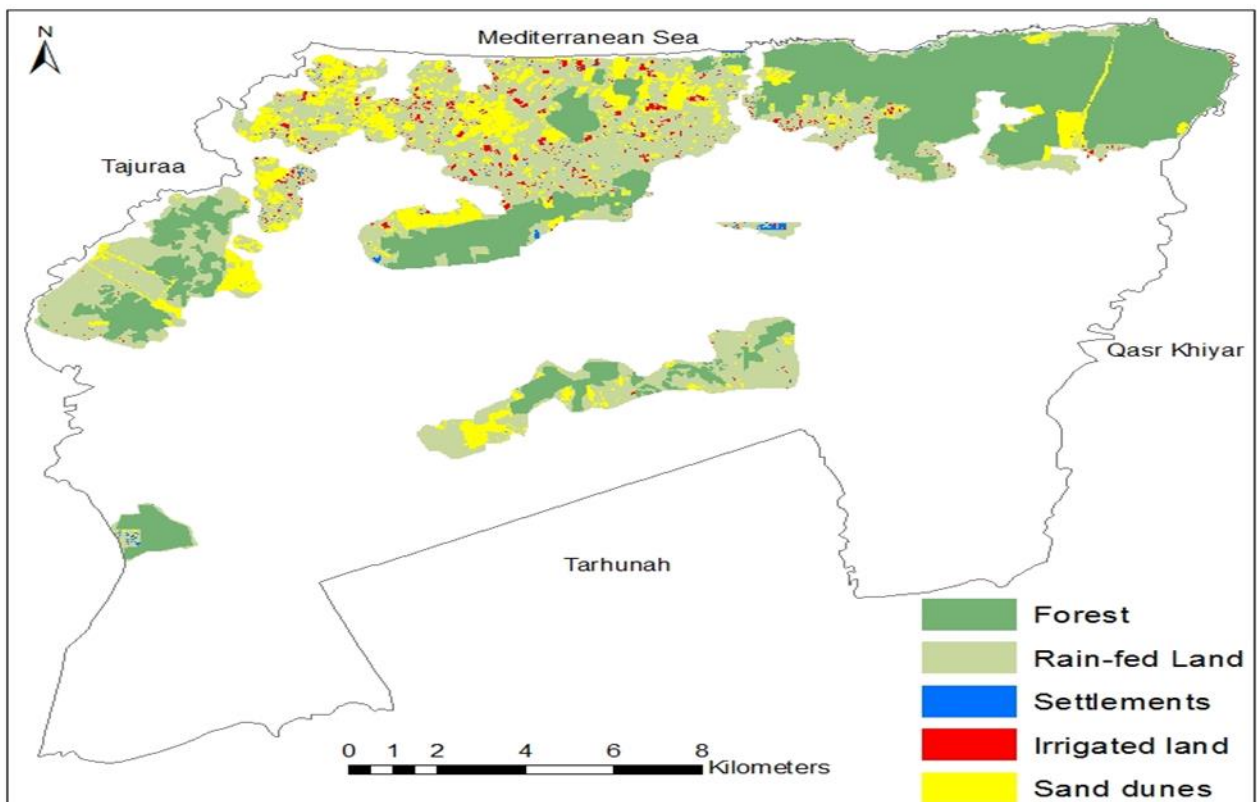 N
Mediterranean Sea
Tajuraa
Qasr Khiyar
Tarhunah
Forest
Rain-fed Land
Settlements
Irrigated land
Sand dunes
0 1 2 4 6 8
Kilometers